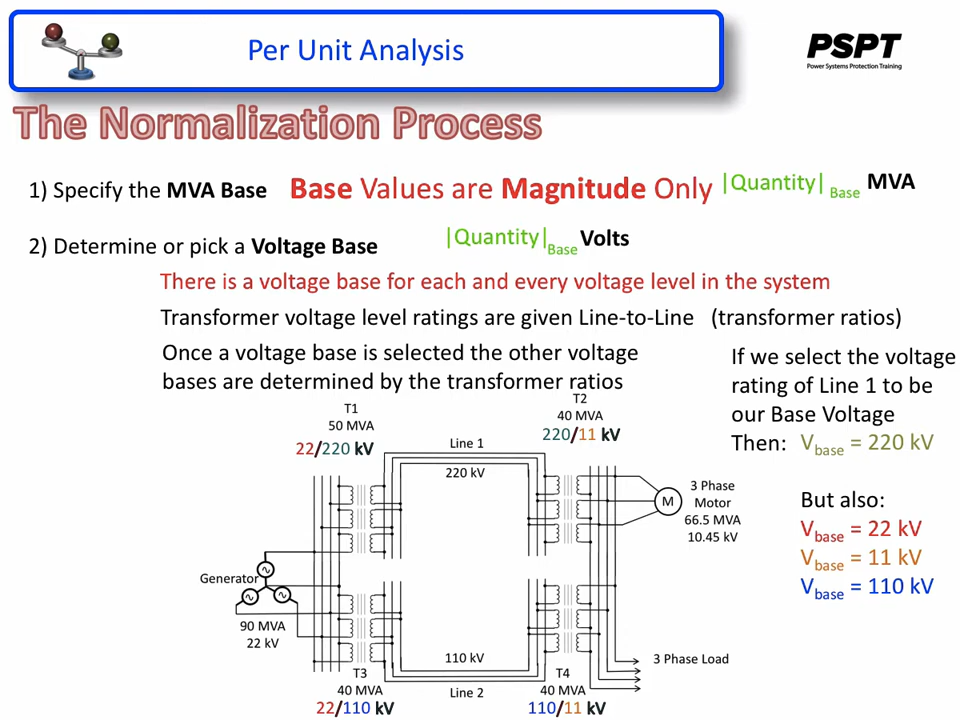 Per Unit Analysis
PSPT
Power Systems Protection Training
The Normalization Process
1) Specify the MVA Base Base Values are Magnitude Only |Quantity| Base MVA
2) Determine or pick a Voltage Base |Quantity| Base Volts
There is a voltage base for each and every voltage level in the system
Transformer voltage level ratings are given Line-to-Line (transformer ratios)
Once a voltage base is selected the other voltage
bases are determined by the transformer ratios
If we select the voltage
rating of Line 1 to be
our Base Voltage
Then: Vbase = 220 kV
But also:
Vbase = 22 kV
Vbase = 11 kV
Vbase = 110 kV
T1
50 MVA
22/220 kV
Line 1
220 kV
T2
40 MVA
220/11 kV
M
3 Phase
Motor
66.5 MVA
10.45 kV
Generator
90 MVA
22 kV
110 kV
Line 2
3 Phase Load
T3
40 MVA
22/110 kV
T4
40 MVA
110/11 kV